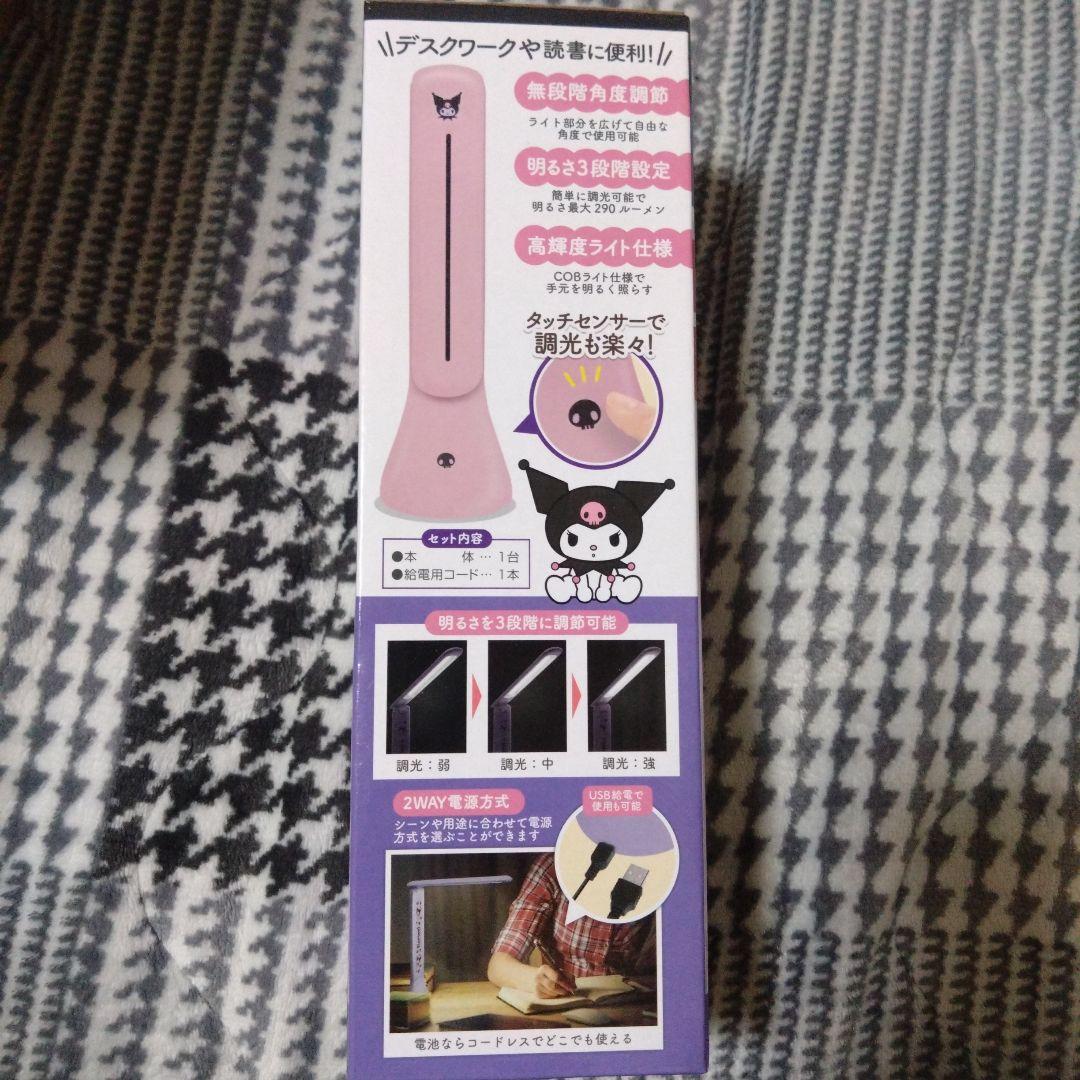 デスクワークや読書に便利!
無段階角度調節
ライト部分を広げて自由な
角度で使用可能
明るさ3段階設定
簡単に調光可能で
明るさ最大290ルーメン
高輝度ライト仕様
COBライト仕様で
手元を明るく照らす
タッチセンサーで
調光も楽々!
セット内容
●本 体… 1台
●給電用コード… 1本
明るさを3段階に調節可能
調光：弱
調光：中
調光：強
2WAY電源方式
シーンや用途に合わせて電源
方式を選ぶことができます
USB給電で
使用も可能
電池ならコードレスでどこでも使える